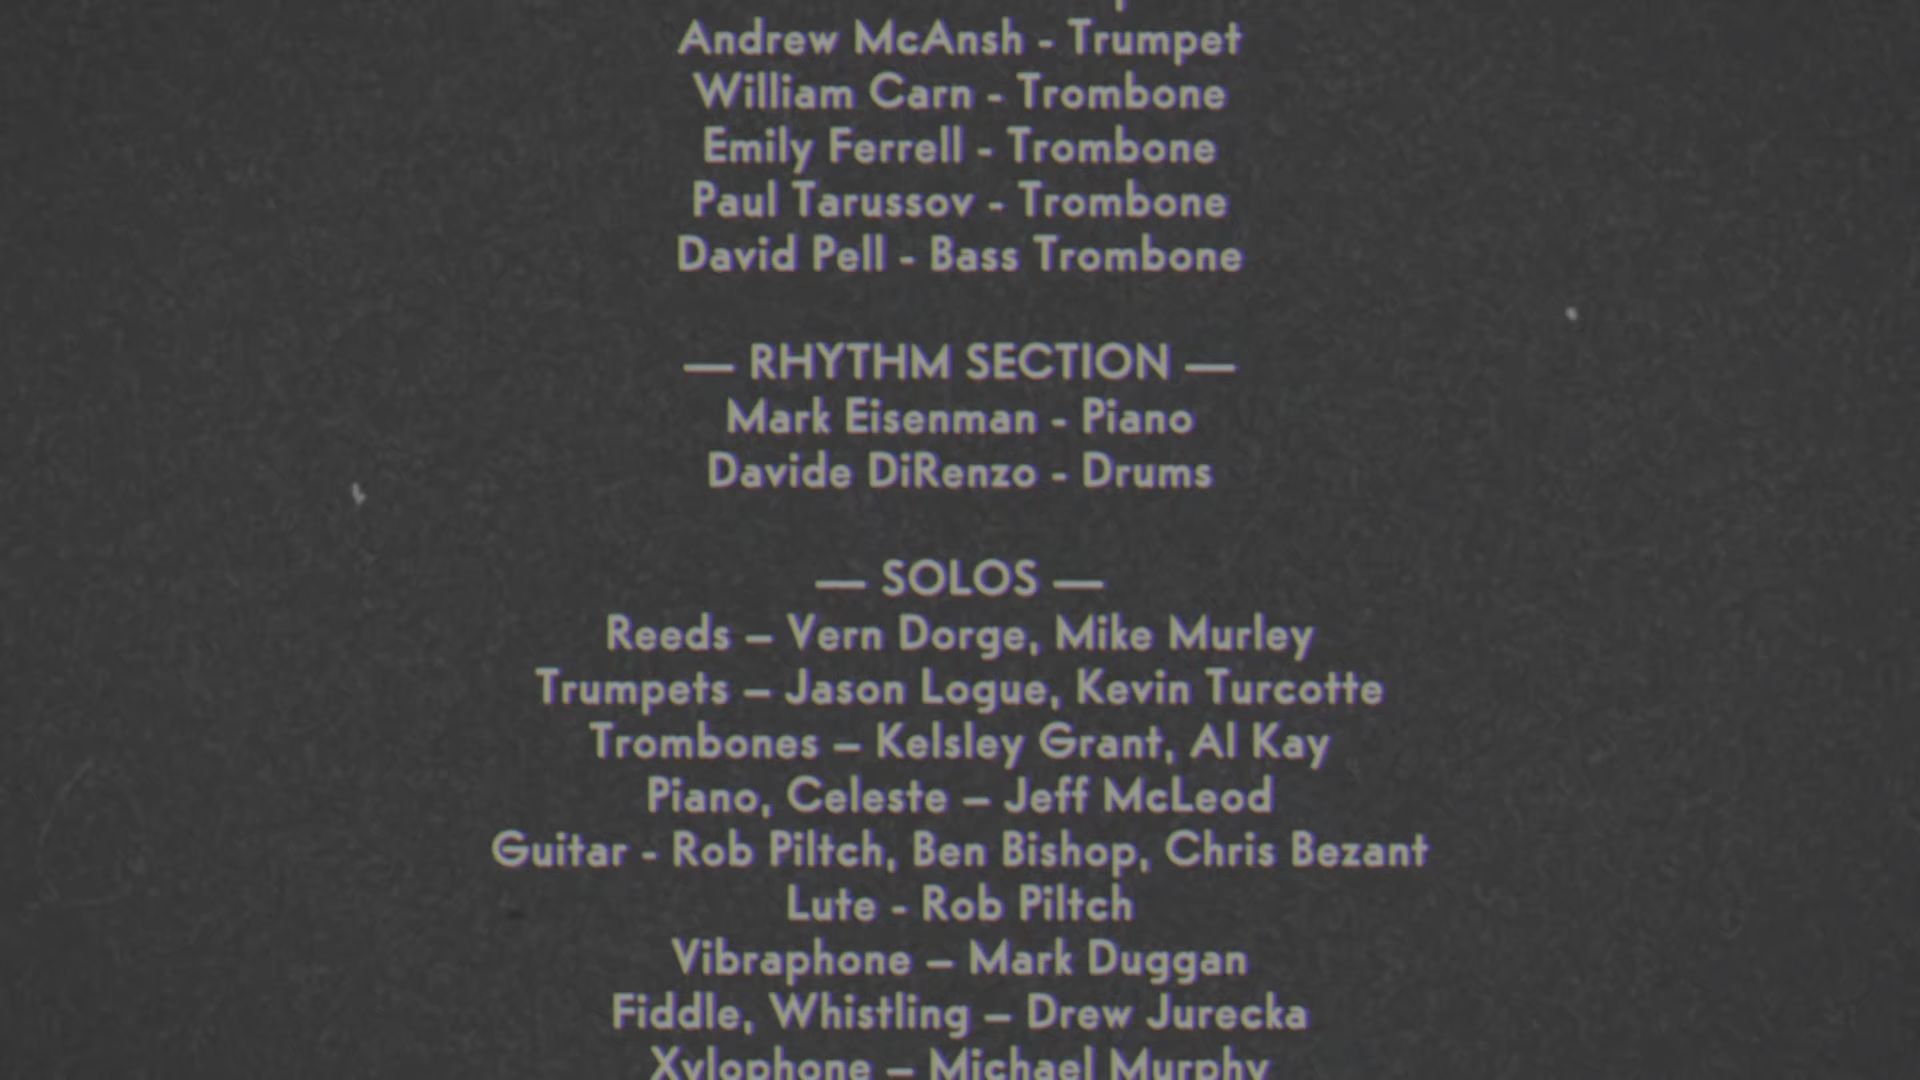 Andrew McAnsh - Trumpet
William Carn - Trombone
Emily Ferrell - Trombone
Paul Tarussov - Trombone
David Pell - Bass Trombone
— RHYTHM SECTION —
Mark Eisenman - Piano
Davide DiRenzo - Drums
— SOLOS —
Reeds – Vern Dorge, Mike Murley
Trumpets – Jason Logue, Kevin Turcotte
Trombones – Kelsley Grant, Al Kay
Piano, Celeste – Jeff McLeod
Guitar - Rob Piltch, Ben Bishop, Chris Bezant
Lute - Rob Piltch
Vibraphone – Mark Duggan
Fiddle, Whistling – Drew Jurecka
Xylophone – Michael Murphy